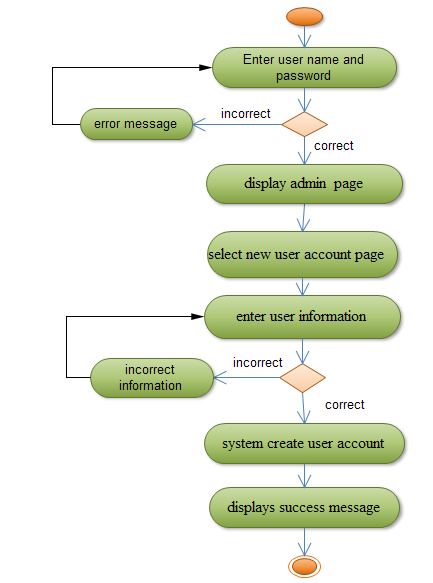 Enter user name and
password
incorrect
error message
correct
display admin page
select new user account page
enter user information
incorrect
incorrect
information
correct
system create user account
displays success message